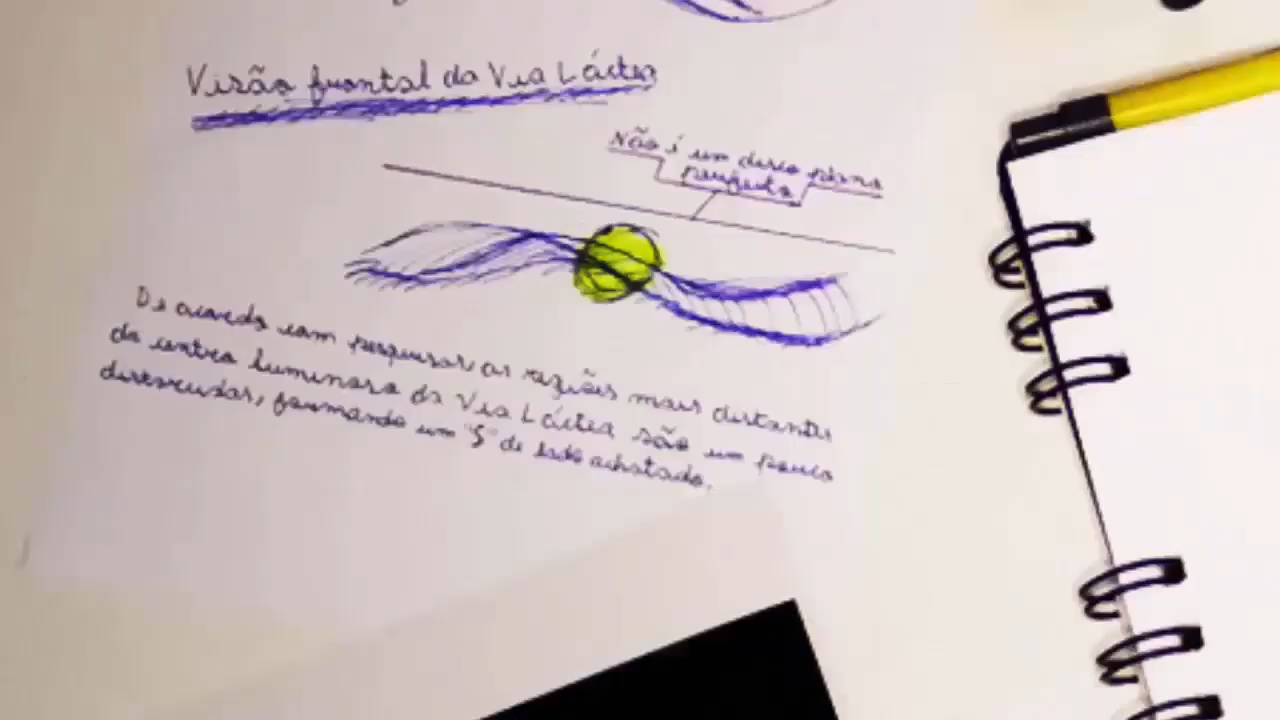 Visão frontal da Via Láctea
Não é um disco plano
perfeito
De acordo com pesquisas, as regiões mais distantes
do centro luminoso da Via Láctea são um pouco
distorcidas, formando um "S" de lado achatado.